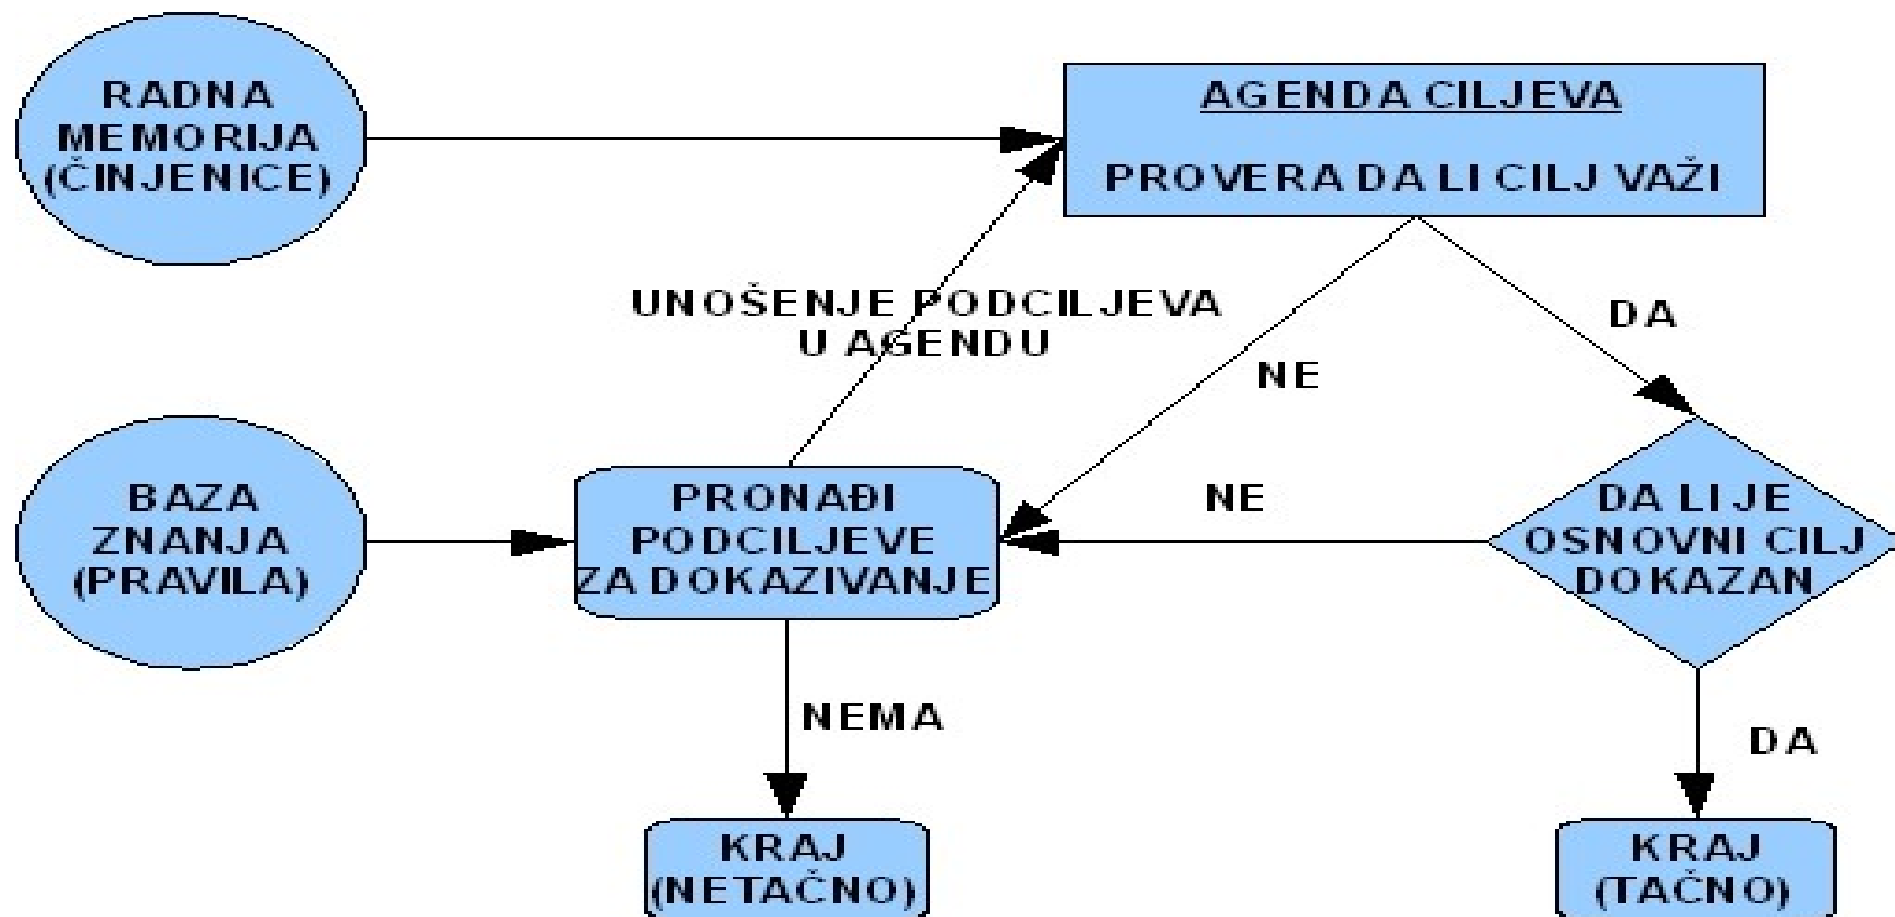 RADNA
MEMORIJA
(ČINJENICE)
AGENDA CILJEVA
PROVERA DA LI CILJ VAŽI
UNOŠENJE PODCILJEVA
U AGENDU
DA
NE
BAZA
ZNANJA
(PRAVILA)
PRONAĐI
PODCILJEVE
ZA DOKAZIVANJE
NE
DA LI JE
OSNOVNI CILJ
DOKAZAN
NEMA
DA
KRAJ
(NETAČNO)
KRAJ
(TAČNO)